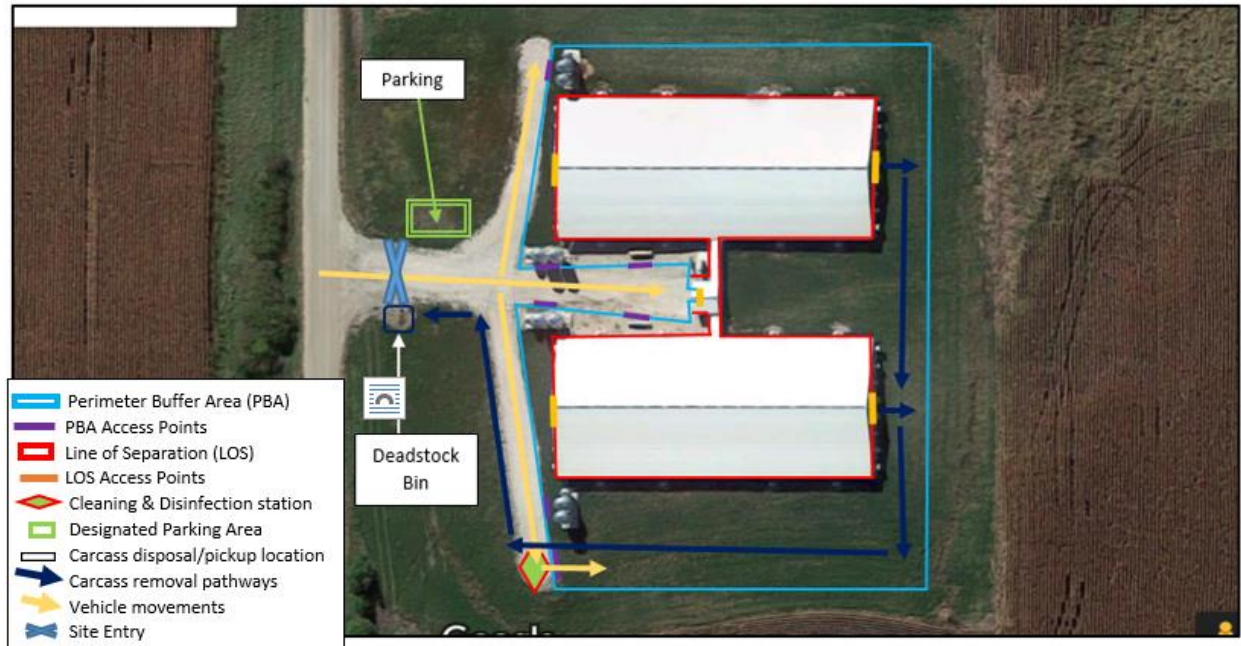 Parking
Deadstock
Bin
Perimeter Buffer Area (PBA)
PBA Access Points
Line of Separation (LOS)
LOS Access Points
Cleaning & Disinfection station
Designated Parking Area
Carcass disposal/pickup location
Carcass removal pathways
Vehicle movements
Site Entry